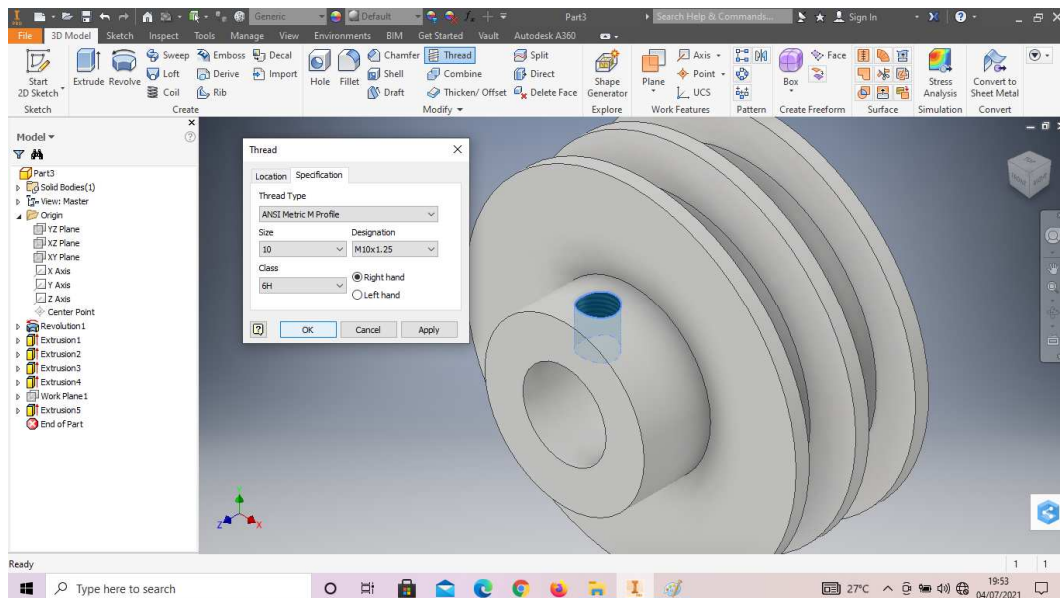 PRO
Generic
Default
Part3
Search Help & Commands...
Sign In
File 3D Model Sketch Inspect Tools Manage View Environments BIM Get Started Vault Autodesk A360
Start
2D Sketch
Sketch
Extrude Revolve
Sweep Emboss Decal
Loft Derive Import
Coil Rib
Create
Hole Fillet
Chamfer Thread Split
Shell Combine Direct
Draft Thicken/ Offset Delete Face
Modify
Shape
Generator
Explore
Plane
Axis
Point
UCS
Work Features
Pattern
Box
Face
Create Freeform
Surface
Stress
Analysis
Simulation
Convert to
Sheet Metal
Convert
Model
Part3
Solid Bodies(1)
View: Master
Origin
YZ Plane
XZ Plane
XY Plane
X Axis
Y Axis
Z Axis
Center Point
Revolution1
Extrusion1
Extrusion2
Extrusion3
Extrusion4
Work Plane1
Extrusion5
End of Part
Thread
Location Specification
Thread Type
ANSI Metric M Profile
Size Designation
10 M10x1.25
Class
6H
Right hand
Left hand
OK Cancel Apply
Z
X
Ready
1 1
Type here to search
27°C
19:53
04/07/2021